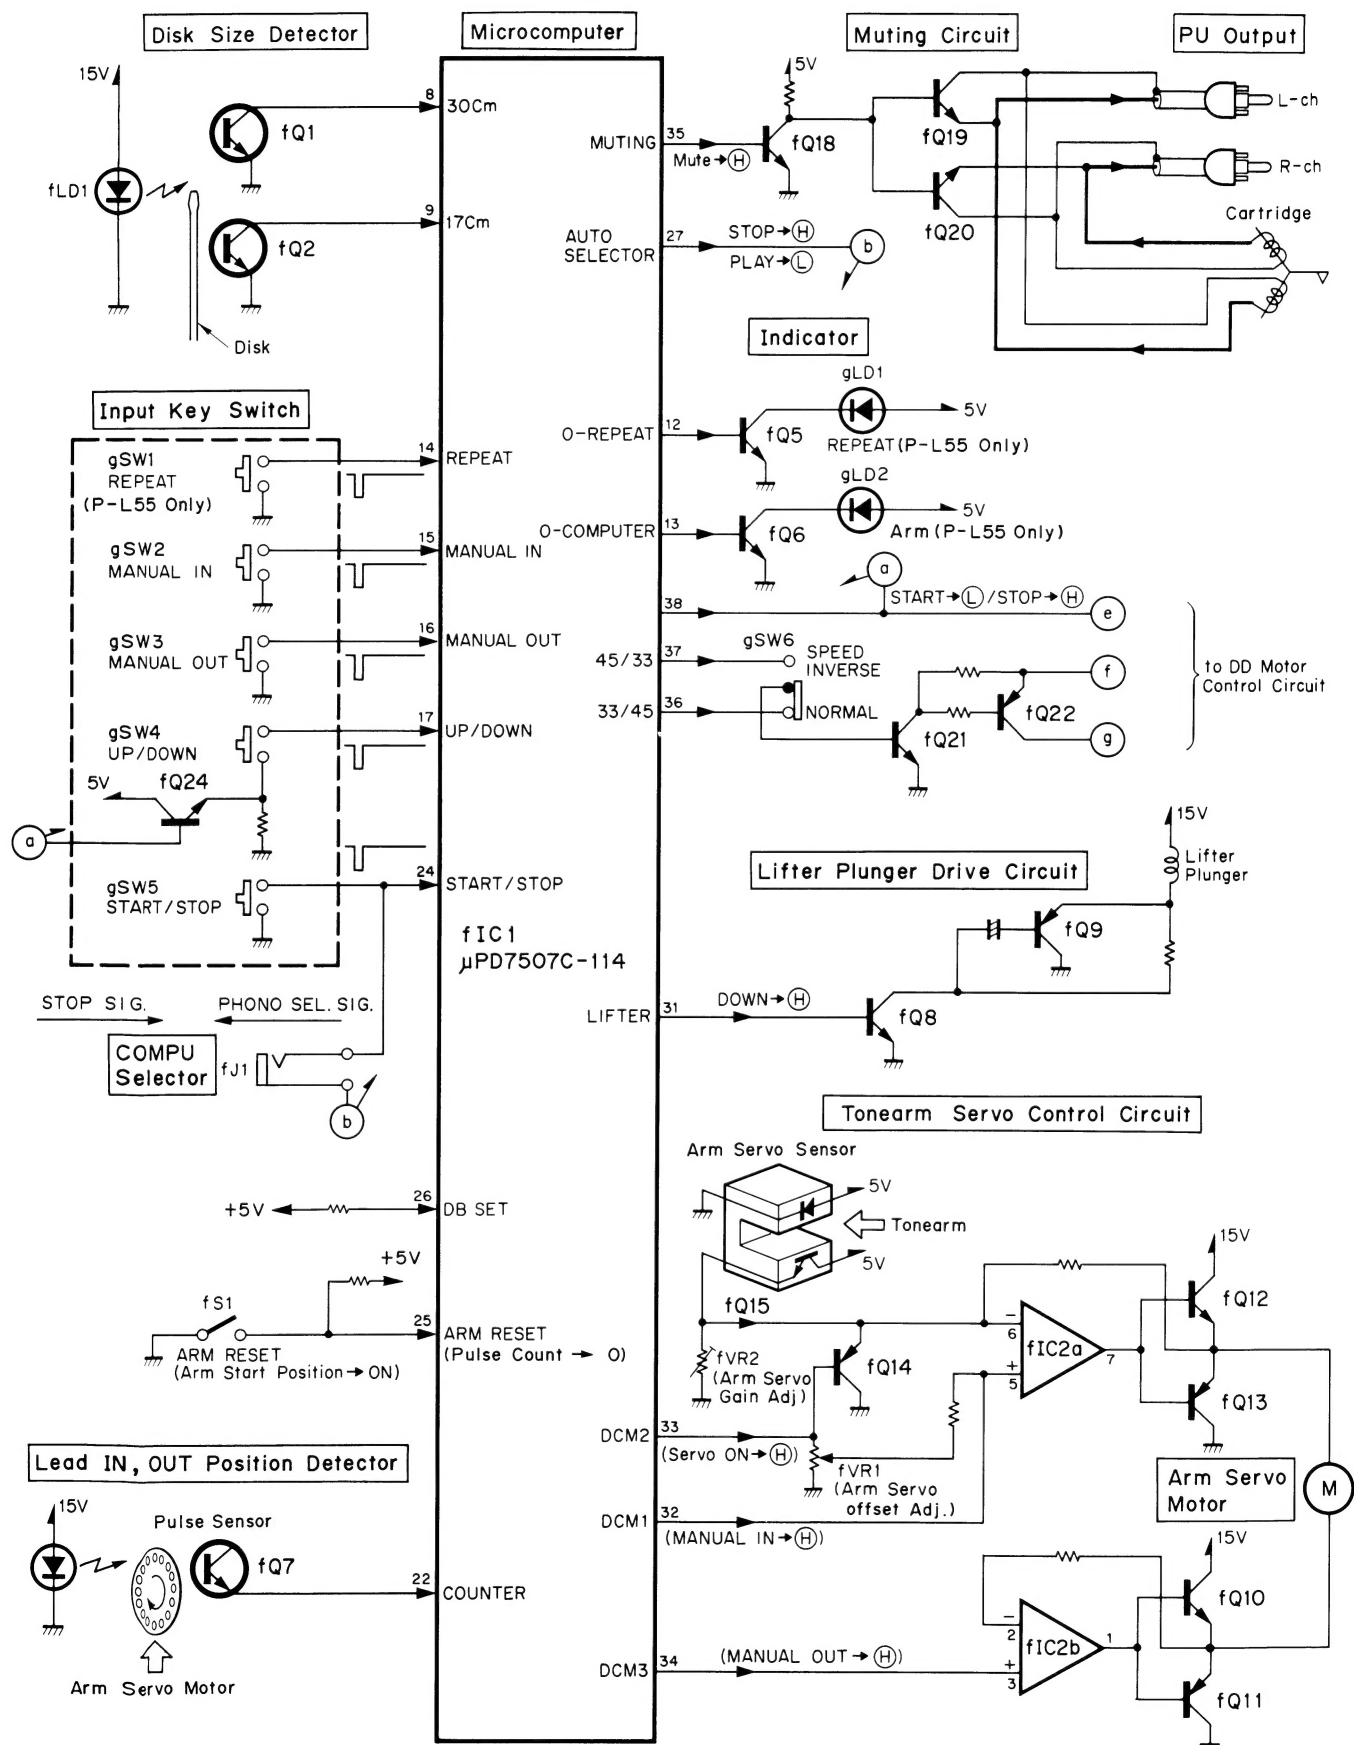 Disk Size Detector
Microcomputer
Muting Circuit
PU Output
15V
fLD1
fQ1
fQ2
Disk
8
30Cm
9
17Cm
MUTING
35
Mute→Ⓗ
5V
fQ18
fQ19
fQ20
L-ch
R-ch
Cartridge
AUTO
SELECTOR
27
STOP→Ⓗ
PLAY→Ⓛ
b
Input Key Switch
gSW1
REPEAT
(P-L55 Only)
14
REPEAT
gSW2
MANUAL IN
15
MANUAL IN
gSW3
MANUAL OUT
16
MANUAL OUT
gSW4
UP/DOWN
17
UP/DOWN
5V
fQ24
a
gSW5
START/STOP
24
START/STOP
fIC1
μPD7507C-114
Indicator
gLD1
O-REPEAT
12
fQ5
5V
REPEAT(P-L55 Only)
gLD2
O-COMPUTER
13
fQ6
5V
Arm(P-L55 Only)
a
38
START→Ⓛ/STOP→Ⓗ
e
45/33
37
gSW6
SPEED
INVERSE
33/45
36
NORMAL
fQ21
fQ22
f
g
to DD Motor
Control Circuit
Lifter Plunger Drive Circuit
15V
Lifter
Plunger
fQ9
LIFTER
31
DOWN→Ⓗ
fQ8
STOP SIG.
PHONO SEL. SIG.
COMPU
Selector
fJ1
b
+5V
26
DB SET
+5V
fS1
25
ARM RESET
(Pulse Count → 0)
ARM RESET
(Arm Start Position→ON)
Tonearm Servo Control Circuit
Arm Servo Sensor
5V
Tonearm
5V
fQ15
fVR2
(Arm Servo
Gain Adj)
fQ14
DCM2
33
(Servo ON→Ⓗ)
fVR1
(Arm Servo
offset Adj.)
DCM1
32
(MANUAL IN→Ⓗ)
−
6
+
5
fIC2a
7
15V
fQ12
fQ13
Arm Servo
Motor
M
Lead IN, OUT Position Detector
15V
Pulse Sensor
fQ7
22
COUNTER
Arm Servo Motor
DCM3
34
(MANUAL OUT→Ⓗ)
−
2
+
3
fIC2b
1
15V
fQ10
fQ11